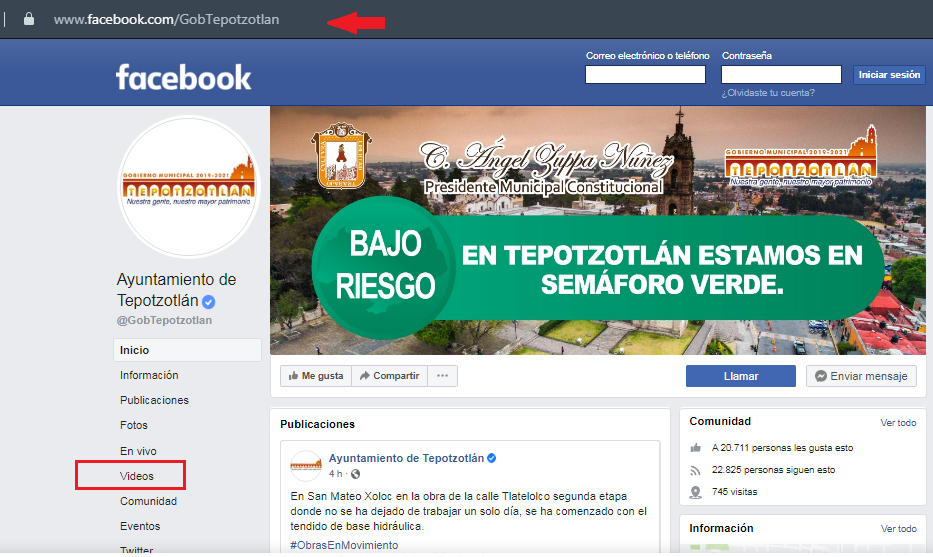 www.facebook.com/GobTepotzotlan
facebook
Correo electrónico o teléfono
Contraseña
Iniciar sesión
¿Olvidaste tu cuenta?
GOBIERNO MUNICIPAL 2019-2021
TEPOTZOTLÁN
Nuestra gente, nuestro mayor patrimonio
C. Ángel Zuppa Núñez
Presidente Municipal Constitucional
GOBIERNO MUNICIPAL 2019-2021
TEPOTZOTLÁN
Nuestra gente, nuestro mayor patrimonio
BAJO
RIESGO
EN TEPOTZOTLÁN ESTAMOS EN
SEMÁFORO VERDE.
Ayuntamiento de
Tepotzotlán
@GobTepotzotlan
Inicio
Información
Publicaciones
Fotos
En vivo
Videos
Comunidad
Eventos
Twitter
Me gusta
Compartir
...
Llamar
Enviar mensaje
Publicaciones
Ayuntamiento de Tepotzotlán
4 h ·
En San Mateo Xoloc en la obra de la calle Tlatelolco segunda etapa
donde no se ha dejado de trabajar un solo día, se ha comenzado con el
tendido de base hidráulica.
#ObrasEnMovimiento
Comunidad
Ver todo
A 20.711 personas les gusta esto
22.825 personas siguen esto
745 visitas
Información
Ver todo